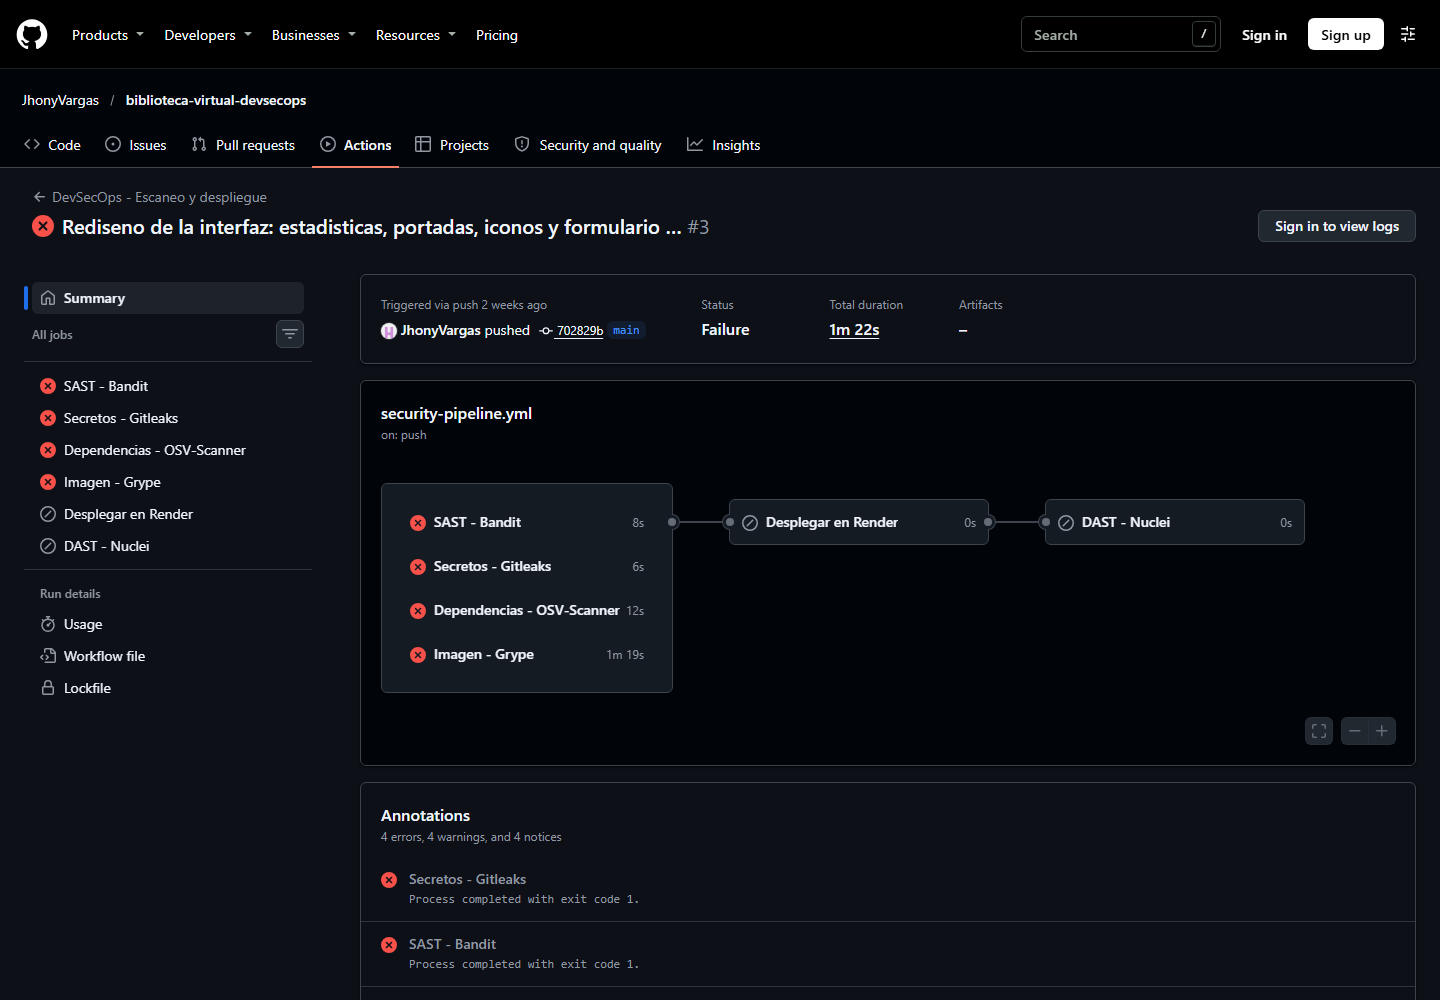 Products Developers Businesses Resources Pricing Search / Sign in Sign up
JhonyVargas / biblioteca-virtual-devsecops
Code Issues Pull requests Actions Projects Security and quality Insights
DevSecOps - Escaneo y despliegue
Rediseno de la interfaz: estadisticas, portadas, iconos y formulario ... #3
Sign in to view logs
Summary
All jobs
SAST - Bandit
Secretos - Gitleaks
Dependencias - OSV-Scanner
Imagen - Grype
Desplegar en Render
DAST - Nuclei
Run details
Usage
Workflow file
Lockfile
Triggered via push 2 weeks ago
JhonyVargas pushed 702829b main
Status
Failure
Total duration
1m 22s
Artifacts
–
security-pipeline.yml
on: push
SAST - Bandit 8s
Secretos - Gitleaks 6s
Dependencias - OSV-Scanner 12s
Imagen - Grype 1m 19s
Desplegar en Render 0s
DAST - Nuclei 0s
Annotations
4 errors, 4 warnings, and 4 notices
Secretos - Gitleaks
Process completed with exit code 1.
SAST - Bandit
Process completed with exit code 1.